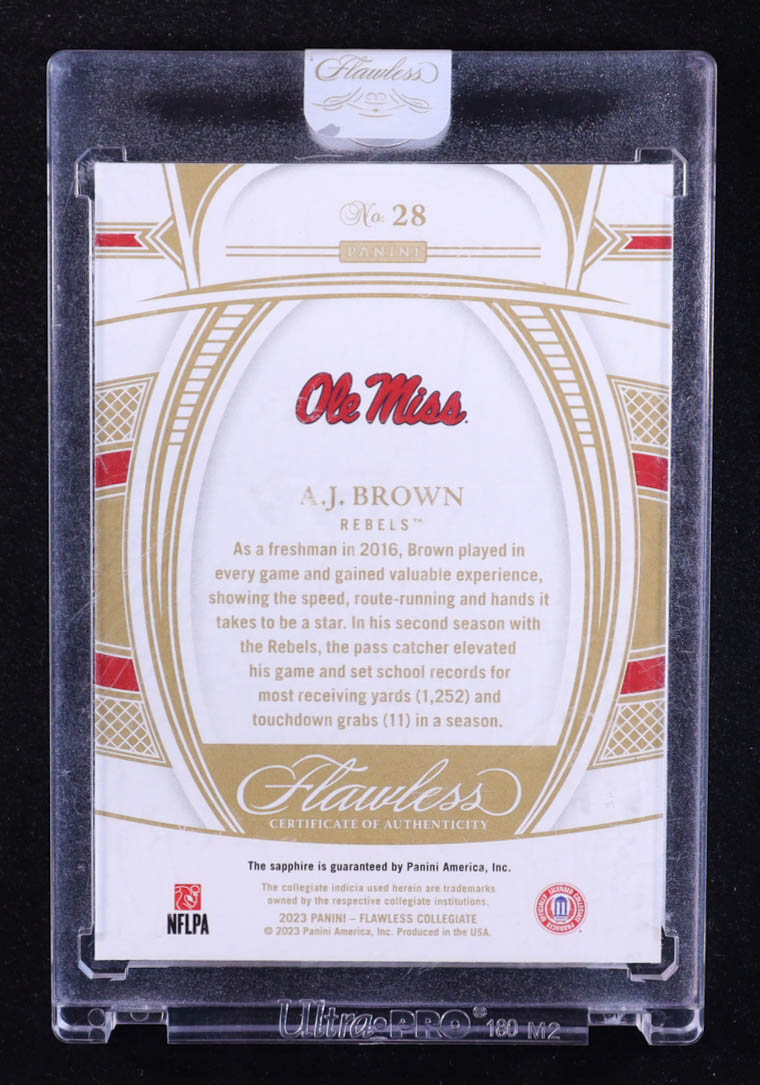 Flawless
No. 28
PANINI
Ole Miss
A.J. BROWN
REBELS™
As a freshman in 2016, Brown played in
every game and gained valuable experience,
showing the speed, route-running and hands it
takes to be a star. In his second season with
the Rebels, the pass catcher elevated
his game and set school records for
most receiving yards (1,252) and
touchdown grabs (11) in a season.
Flawless
CERTIFICATE OF AUTHENTICITY
The sapphire is guaranteed by Panini America, Inc.
The collegiate indicia used herein are trademarks
owned by the respective collegiate institutions.
2023 PANINI – FLAWLESS COLLEGIATE
© 2023 Panini America, Inc. Produced in the USA.
NFLPA
OFFICIALLY LICENSED COLLEGIATE PRODUCTS
Ultra•PRO® 180 M2